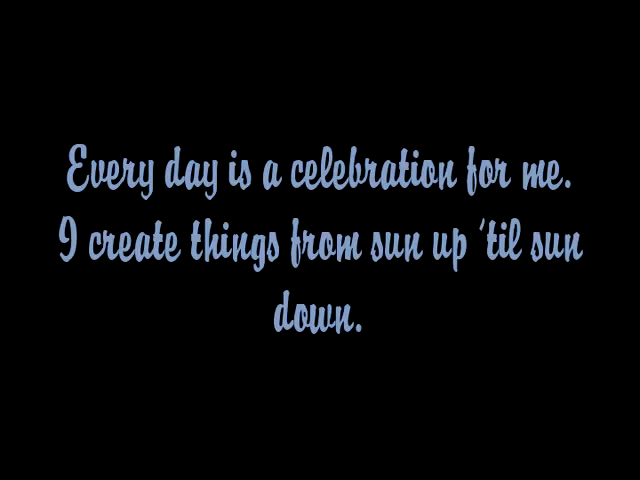 Every day is a celebration for me.
I create things from sun up 'til sun
down.